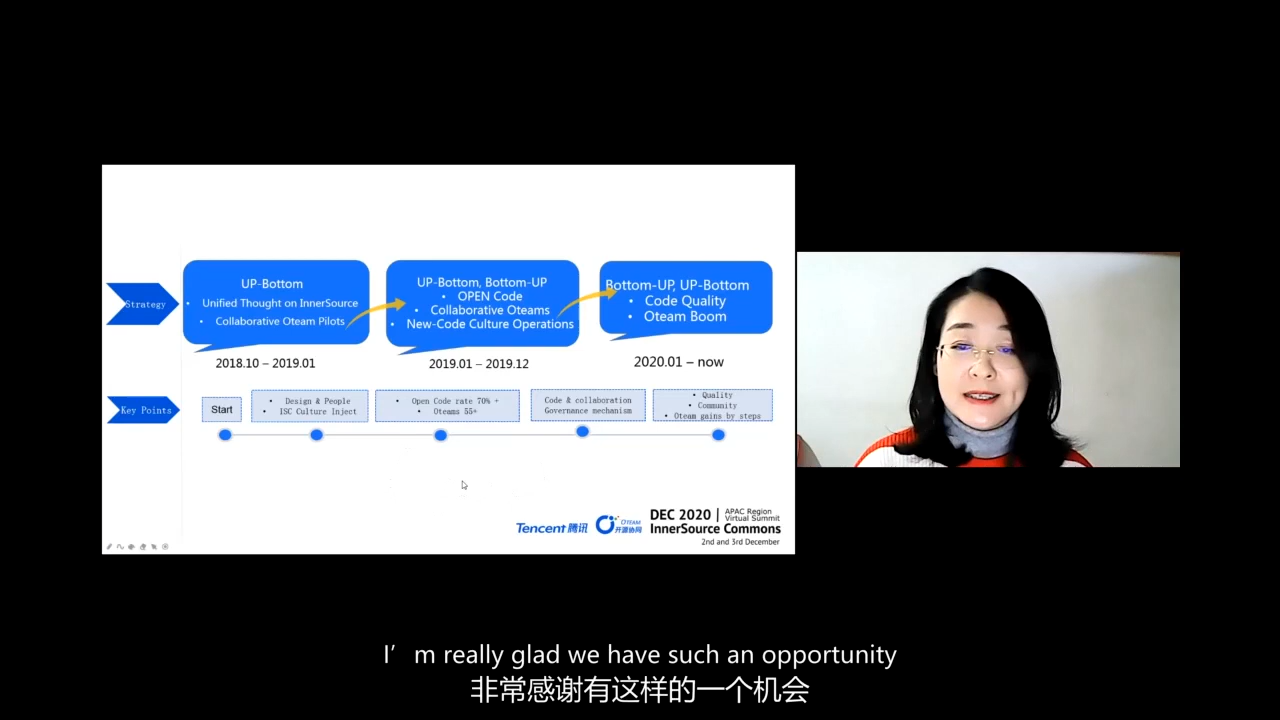 Strategy
UP-Bottom
• Unified Thought on InnerSource
• Collaborative Oteam Pilots
2018.10 – 2019.01
UP-Bottom, Bottom-UP
• OPEN Code
• Collaborative Oteams
• New-Code Culture Operations
2019.01 – 2019.12
Bottom-UP, UP-Bottom
• Code Quality
• Oteam Boom
2020.01 – now
Key Points
Start
• Design & People
• ISC Culture Inject
• Open Code rate 70% +
• Oteams 55+
Code & collaboration
Governance mechanism
• Quality
• Community
• Oteam gains by steps
Tencent 腾讯
OTEAM
开源协同
DEC 2020 |
APAC Region
Virtual Summit
InnerSource Commons
2nd and 3rd December
I'm really glad we have such an opportunity
非常感谢有这样的一个机会